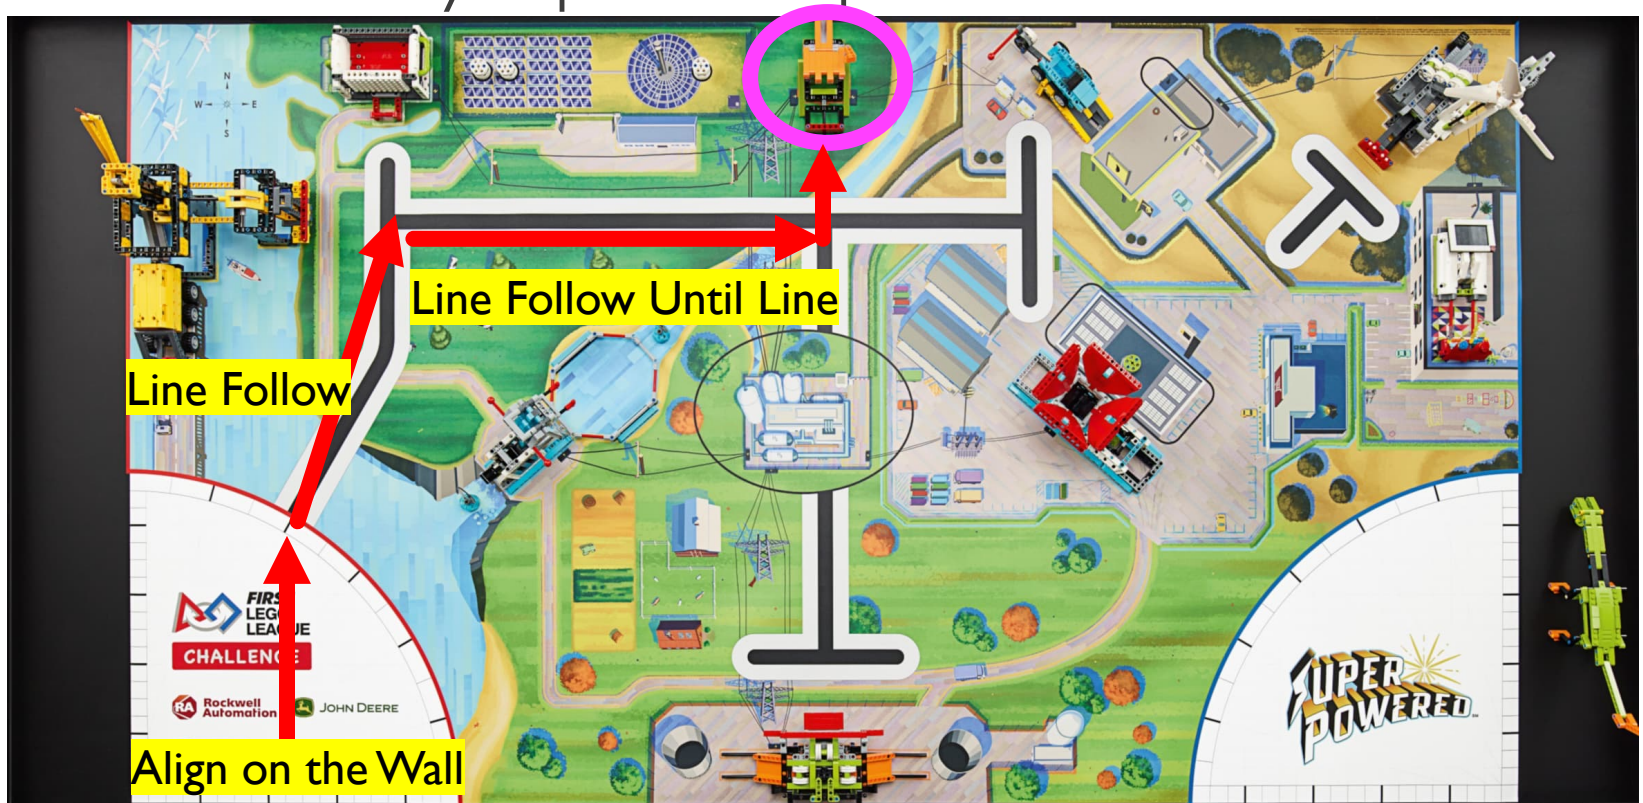 N
W
E
S
Line Follow Until Line
Line Follow
FIRST
LEGO
LEAGUE
CHALLENGE
RA Rockwell
Automation
JOHN DEERE
Align on the Wall
SUPER
POWERED